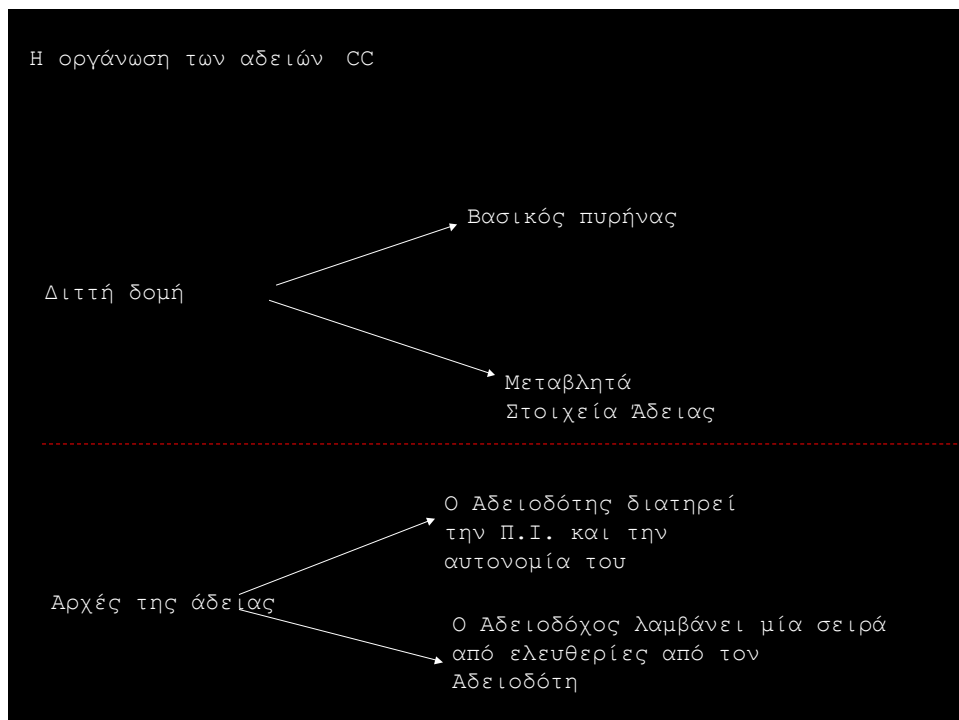 Η οργάνωση των αδειών CC
Βασικός πυρήνας
Διττή δομή
Μεταβλητά
Στοιχεία Άδειας
Ο Αδειοδότης διατηρεί
την Π.Ι. και την
αυτονομία του
Αρχές της άδειας
Ο Αδειοδόχος λαμβάνει μία σειρά
από ελευθερίες από τον
Αδειοδότη